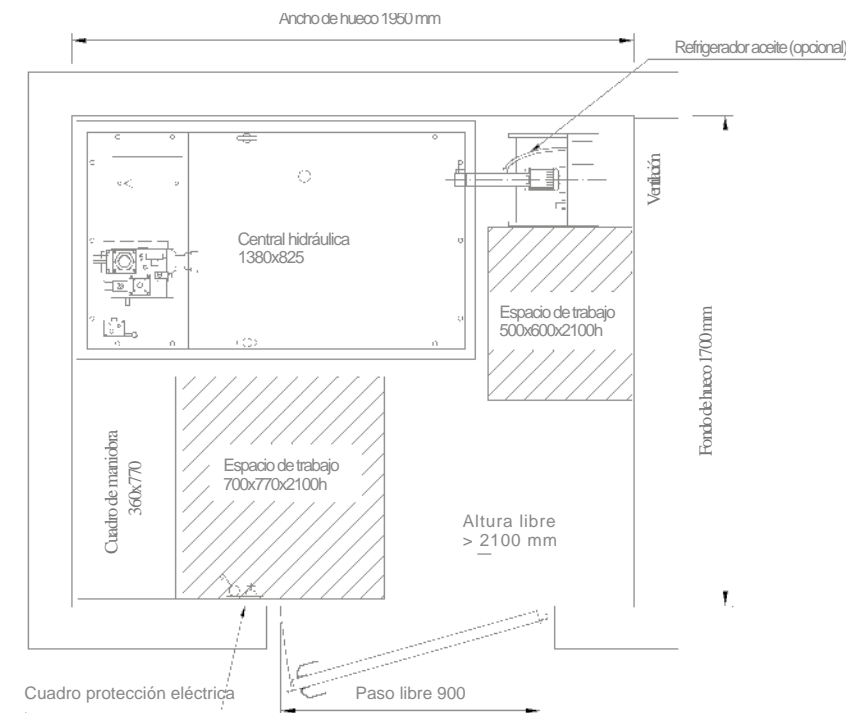 Ancho de hueco 1950 mm
Refrigerador aceite (opcional)
Ventilación
Central hidráulica
1380x825
Espacio de trabajo
500x600x2100h
Fondo de hueco 1700 mm
Cuadro de maniobra
360x770
Espacio de trabajo
700x770x2100h
Altura libre
> 2100 mm
Cuadro protección eléctrica
Paso libre 900